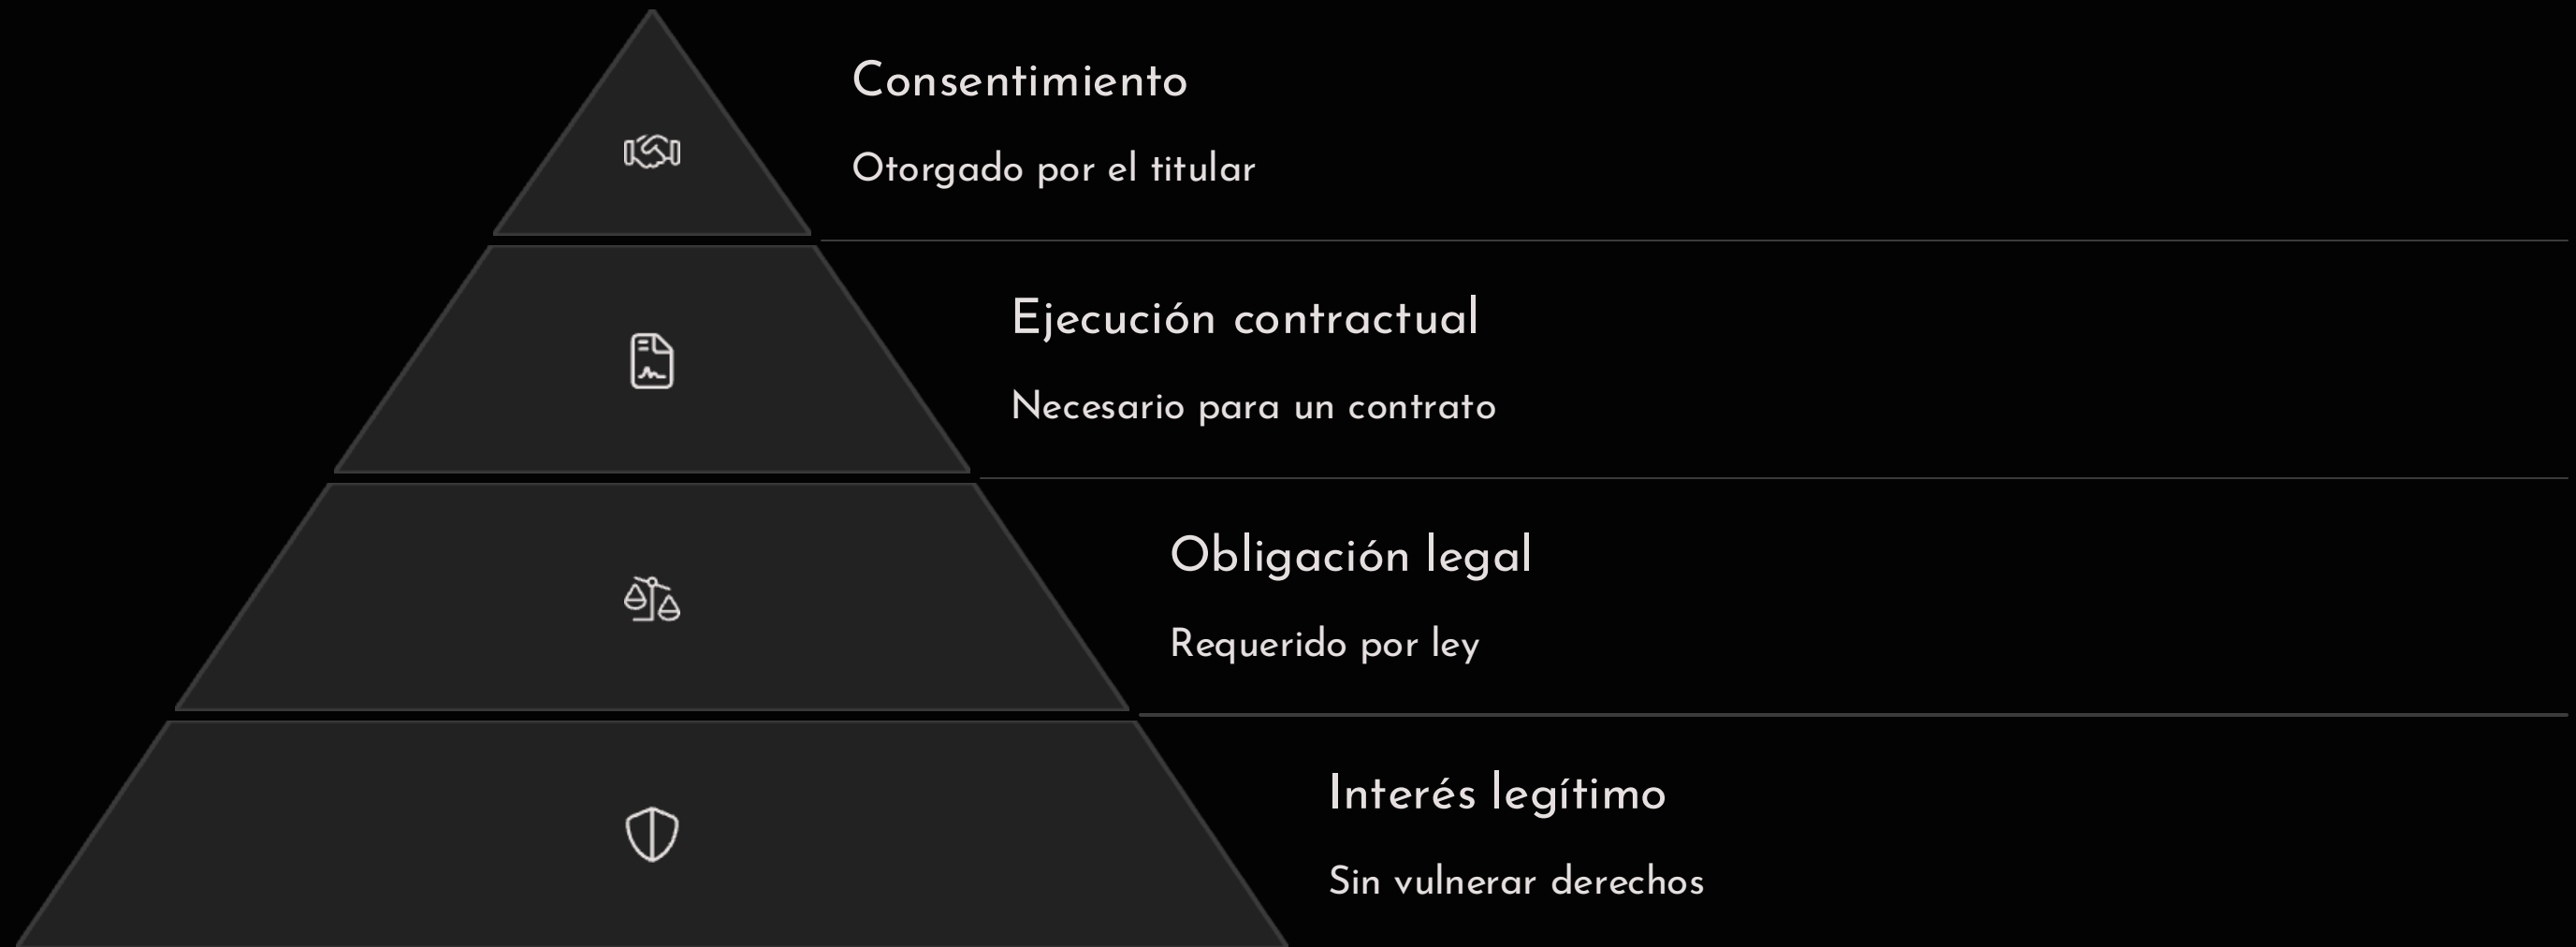 Consentimiento
Otorgado por el titular
Ejecución contractual
Necesario para un contrato
Obligación legal
Requerido por ley
Interés legítimo
Sin vulnerar derechos